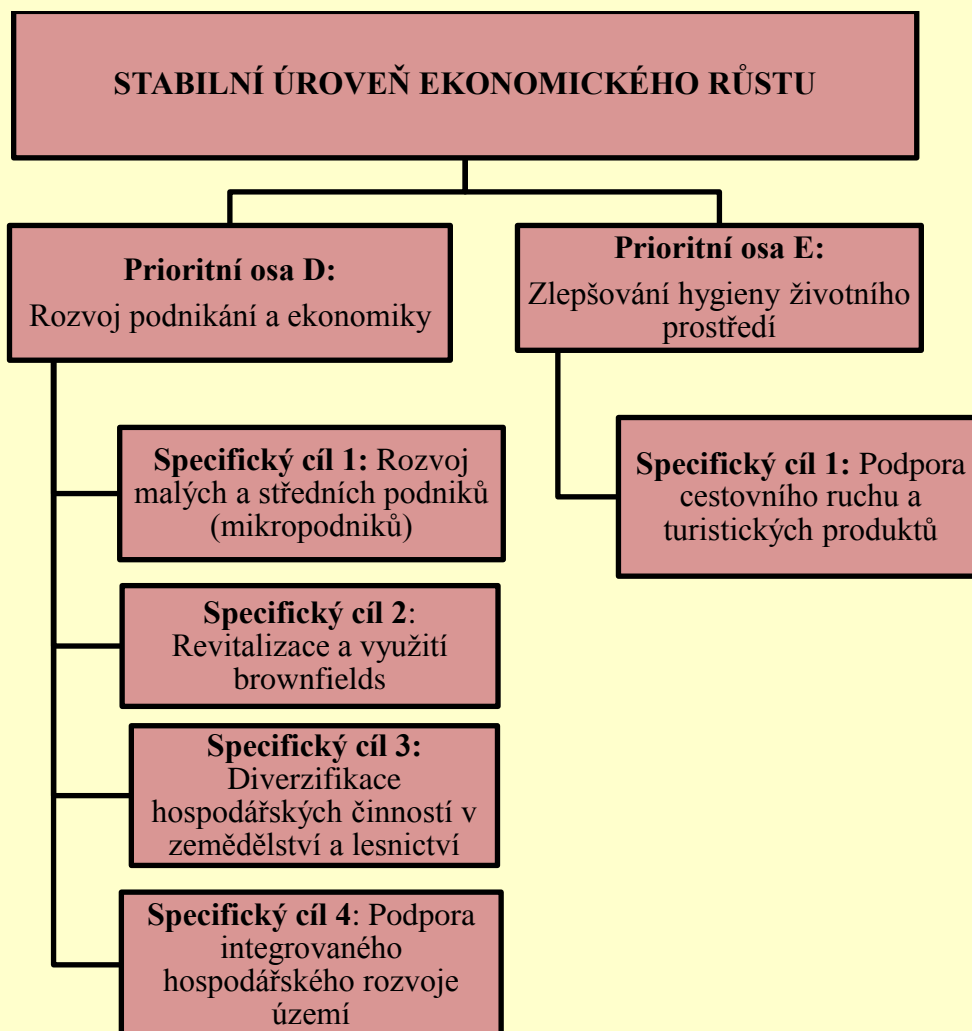 STABILNÍ ÚROVEŇ EKONOMICKÉHO RŮSTU
Prioritní osa D:
Rozvoj podnikání a ekonomiky
Prioritní osa E:
Zlepšování hygieny životního
prostředí
Specifický cíl 1: Rozvoj
malých a středních podniků
(mikropodniků)
Specifický cíl 2:
Revitalizace a využití
brownfields
Specifický cíl 3:
Diverzifikace
hospodářských činností v
zemědělství a lesnictví
Specifický cíl 4: Podpora
integrovaného
hospodářského rozvoje
území
Specifický cíl 1: Podpora
cestovního ruchu a
turistických produktů